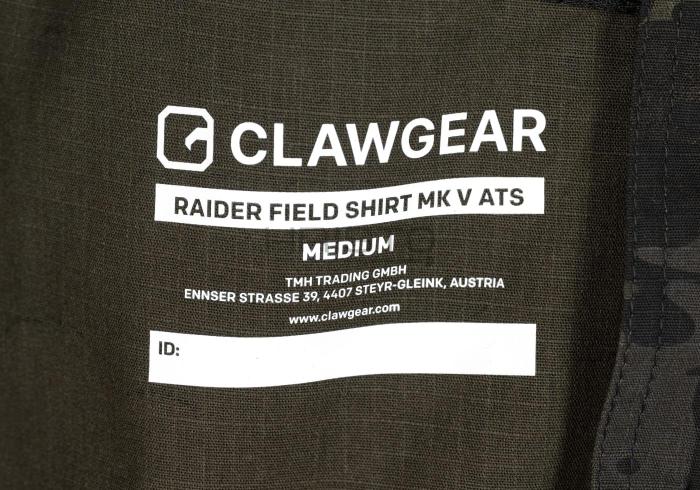 CLAWGEAR
RAIDER FIELD SHIRT MK V ATS
MEDIUM
TMH TRADING GMBH
ENNSER STRASSE 39, 4407 STEYR-GLEINK, AUSTRIA
www.clawgear.com
ID: